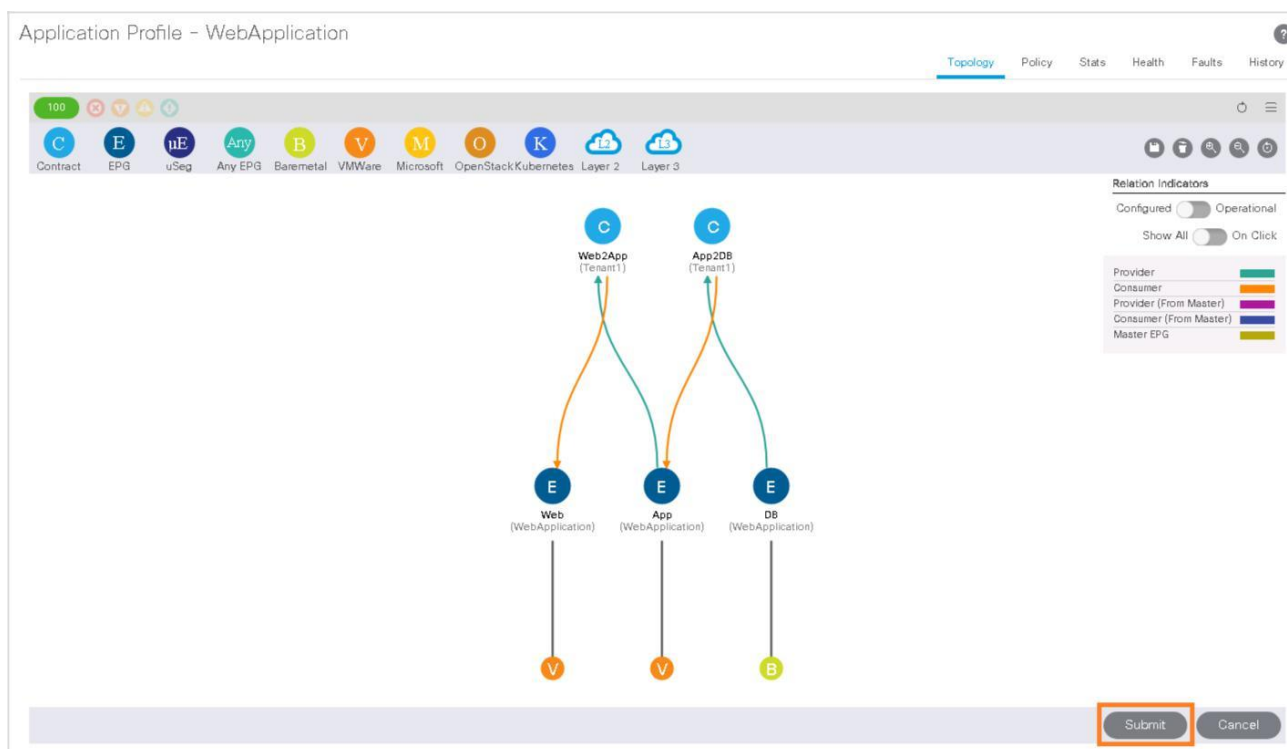 Application Profile - WebApplication
?
Topology Policy Stats Health Faults History
100
C E µE Any B V M O K L2 L3
Contract EPG uSeg Any EPG Baremetal VMWare Microsoft OpenStack Kubernetes Layer 2 Layer 3
Relation Indicators
Configured Operational
Show All On Click
Provider
Consumer
Provider (From Master)
Consumer (From Master)
Master EPG
C C
Web2App App2DB
(Tenant1) (Tenant1)
E E E
Web App DB
(WebApplication) (WebApplication) (WebApplication)
V V B
Submit Cancel